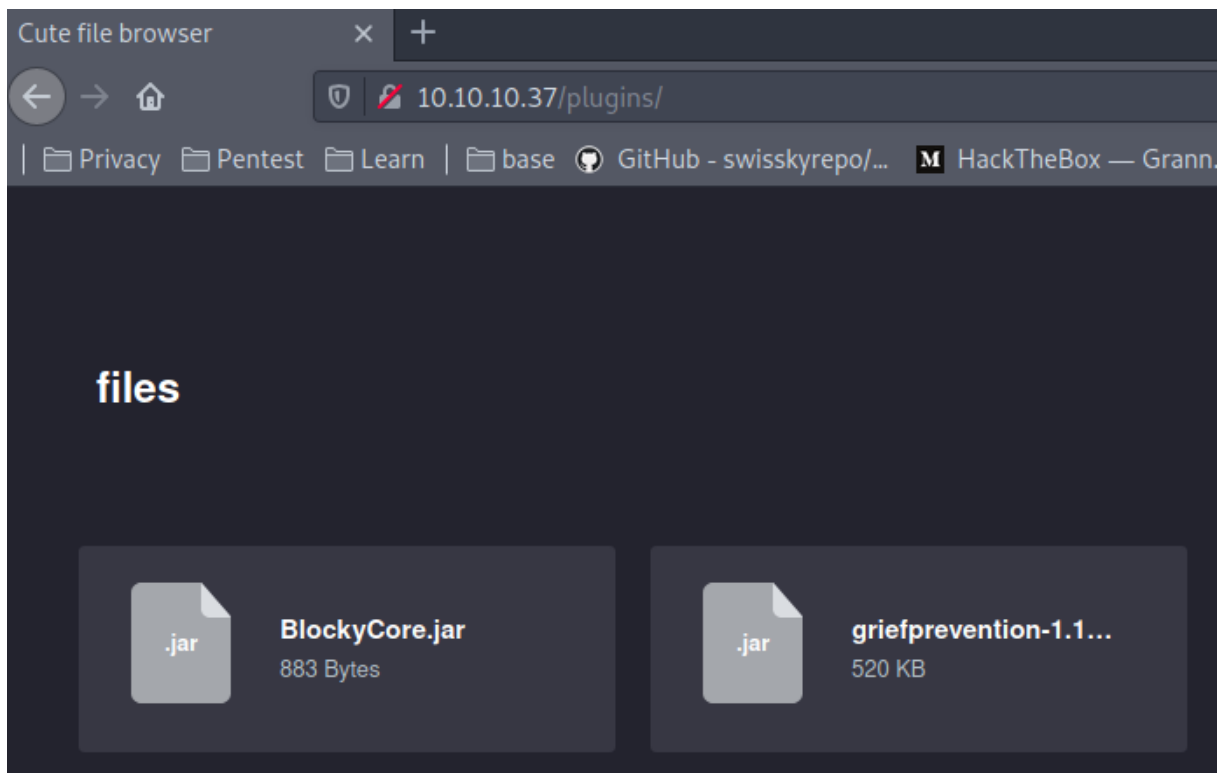 Cute file browser
10.10.10.37/plugins/
Privacy Pentest Learn base GitHub - swisskyrepo/... M HackTheBox — Grann.
files
.jar
BlockyCore.jar
883 Bytes
.jar
griefprevention-1.1...
520 KB